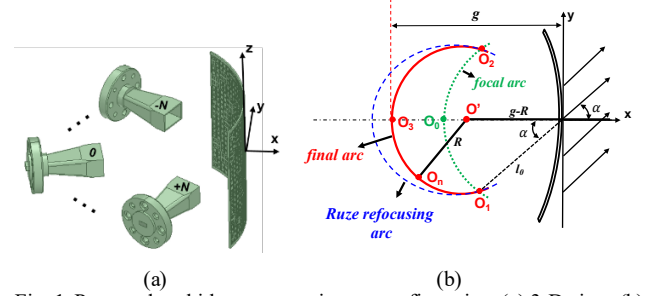 z
y
x
-N
0
+N
g
y
O₂
focal arc
O'
g-R
α
x
O₃
O₀
α
R
final arc
l₀
Oₙ
O₁
Ruze refocusing
arc
(a)
(b)